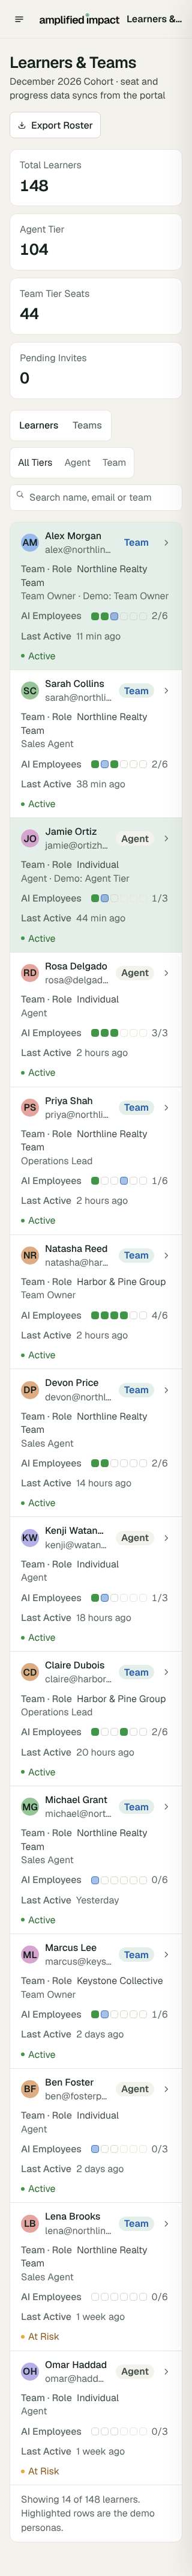 amplified impact
Learners &...
Learners & Teams
December 2026 Cohort · seat and
progress data syncs from the portal
Export Roster
Total Learners
148
Agent Tier
104
Team Tier Seats
44
Pending Invites
0
Learners Teams
All Tiers Agent Team
Search name, email or team
AM Alex Morgan Team
alex@northlin...
Team · Role Northline Realty
Team
Team Owner · Demo: Team Owner
AI Employees 2/6
Last Active 11 min ago
Active
SC Sarah Collins Team
sarah@northli...
Team · Role Northline Realty
Team
Sales Agent
AI Employees 2/6
Last Active 38 min ago
Active
JO Jamie Ortiz Agent
jamie@ortizh...
Team · Role Individual
Agent · Demo: Agent Tier
AI Employees 1/3
Last Active 44 min ago
Active
RD Rosa Delgado Agent
rosa@delgad...
Team · Role Individual
Agent
AI Employees 3/3
Last Active 2 hours ago
Active
PS Priya Shah Team
priya@northli...
Team · Role Northline Realty
Team
Operations Lead
AI Employees 1/6
Last Active 2 hours ago
Active
NR Natasha Reed Team
natasha@har...
Team · Role Harbor & Pine Group
Team Owner
AI Employees 4/6
Last Active 2 hours ago
Active
DP Devon Price Team
devon@northl...
Team · Role Northline Realty
Team
Sales Agent
AI Employees 2/6
Last Active 14 hours ago
Active
KW Kenji Watan... Agent
kenji@watan...
Team · Role Individual
Agent
AI Employees 1/3
Last Active 18 hours ago
Active
CD Claire Dubois Team
claire@harbor...
Team · Role Harbor & Pine Group
Operations Lead
AI Employees 2/6
Last Active 20 hours ago
Active
MG Michael Grant Team
michael@nort...
Team · Role Northline Realty
Team
Sales Agent
AI Employees 0/6
Last Active Yesterday
Active
ML Marcus Lee Team
marcus@keys...
Team · Role Keystone Collective
Team Owner
AI Employees 1/6
Last Active 2 days ago
Active
BF Ben Foster Agent
ben@fosterp...
Team · Role Individual
Agent
AI Employees 0/3
Last Active 2 days ago
Active
LB Lena Brooks Team
lena@northlin...
Team · Role Northline Realty
Team
Sales Agent
AI Employees 0/6
Last Active 1 week ago
At Risk
OH Omar Haddad Agent
omar@hadd...
Team · Role Individual
Agent
AI Employees 0/3
Last Active 1 week ago
At Risk
Showing 14 of 148 learners.
Highlighted rows are the demo
personas.